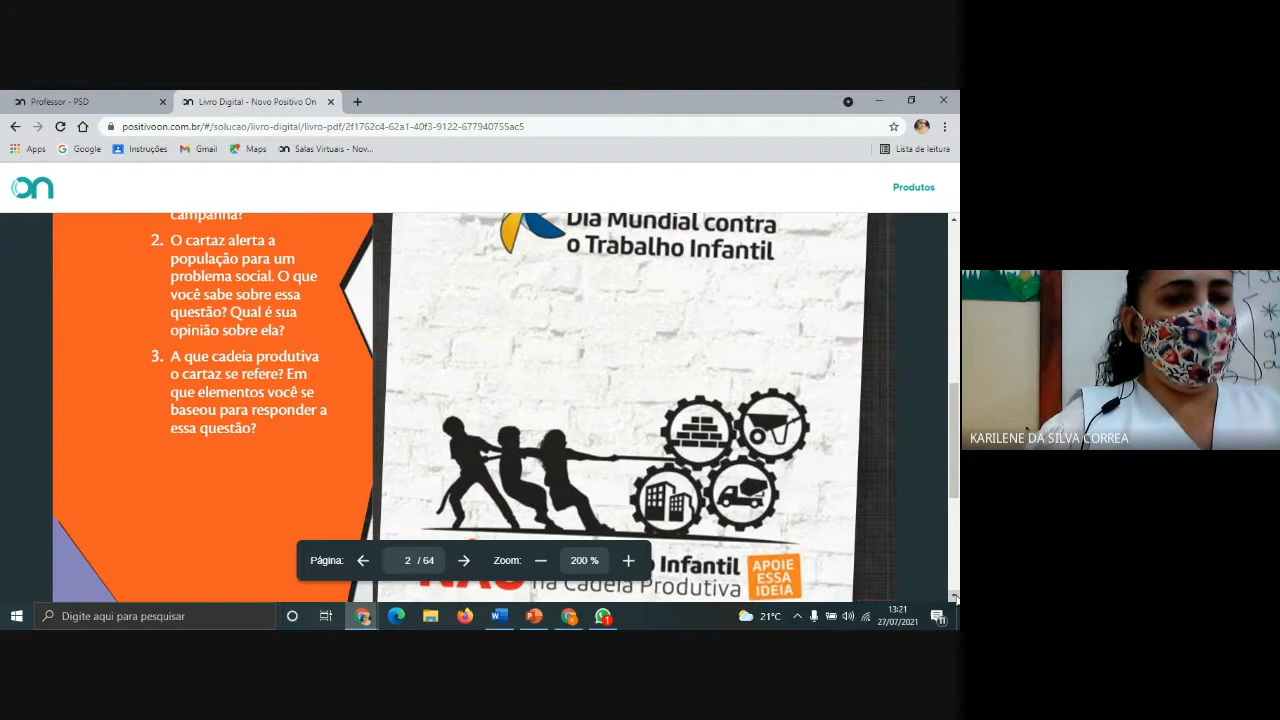 Professor - PSD
Livro Digital - Novo Positivo On
positivoon.com.br/#/solucao/livro-digital/livro-pdf/2f1762c4-62a1-40f3-9122-677940755ac5
Apps
Google
Instruções
Gmail
Maps
Salas Virtuais - Nov...
Lista de leitura
on
Produtos
campanha?
2. O cartaz alerta a
população para um
problema social. O que
você sabe sobre essa
questão? Qual é sua
opinião sobre ela?
3. A que cadeia produtiva
o cartaz se refere? Em
que elementos você se
baseou para responder a
essa questão?
Dia Mundial contra
o Trabalho Infantil
Infantil
NÃO na Cadeia Produtiva
APOIE
ESSA
IDEIA
Página: 2 / 64 Zoom: 200 %
KARILENE DA SILVA CORREA
Digite aqui para pesquisar
1
21°C
13:21
27/07/2021
11